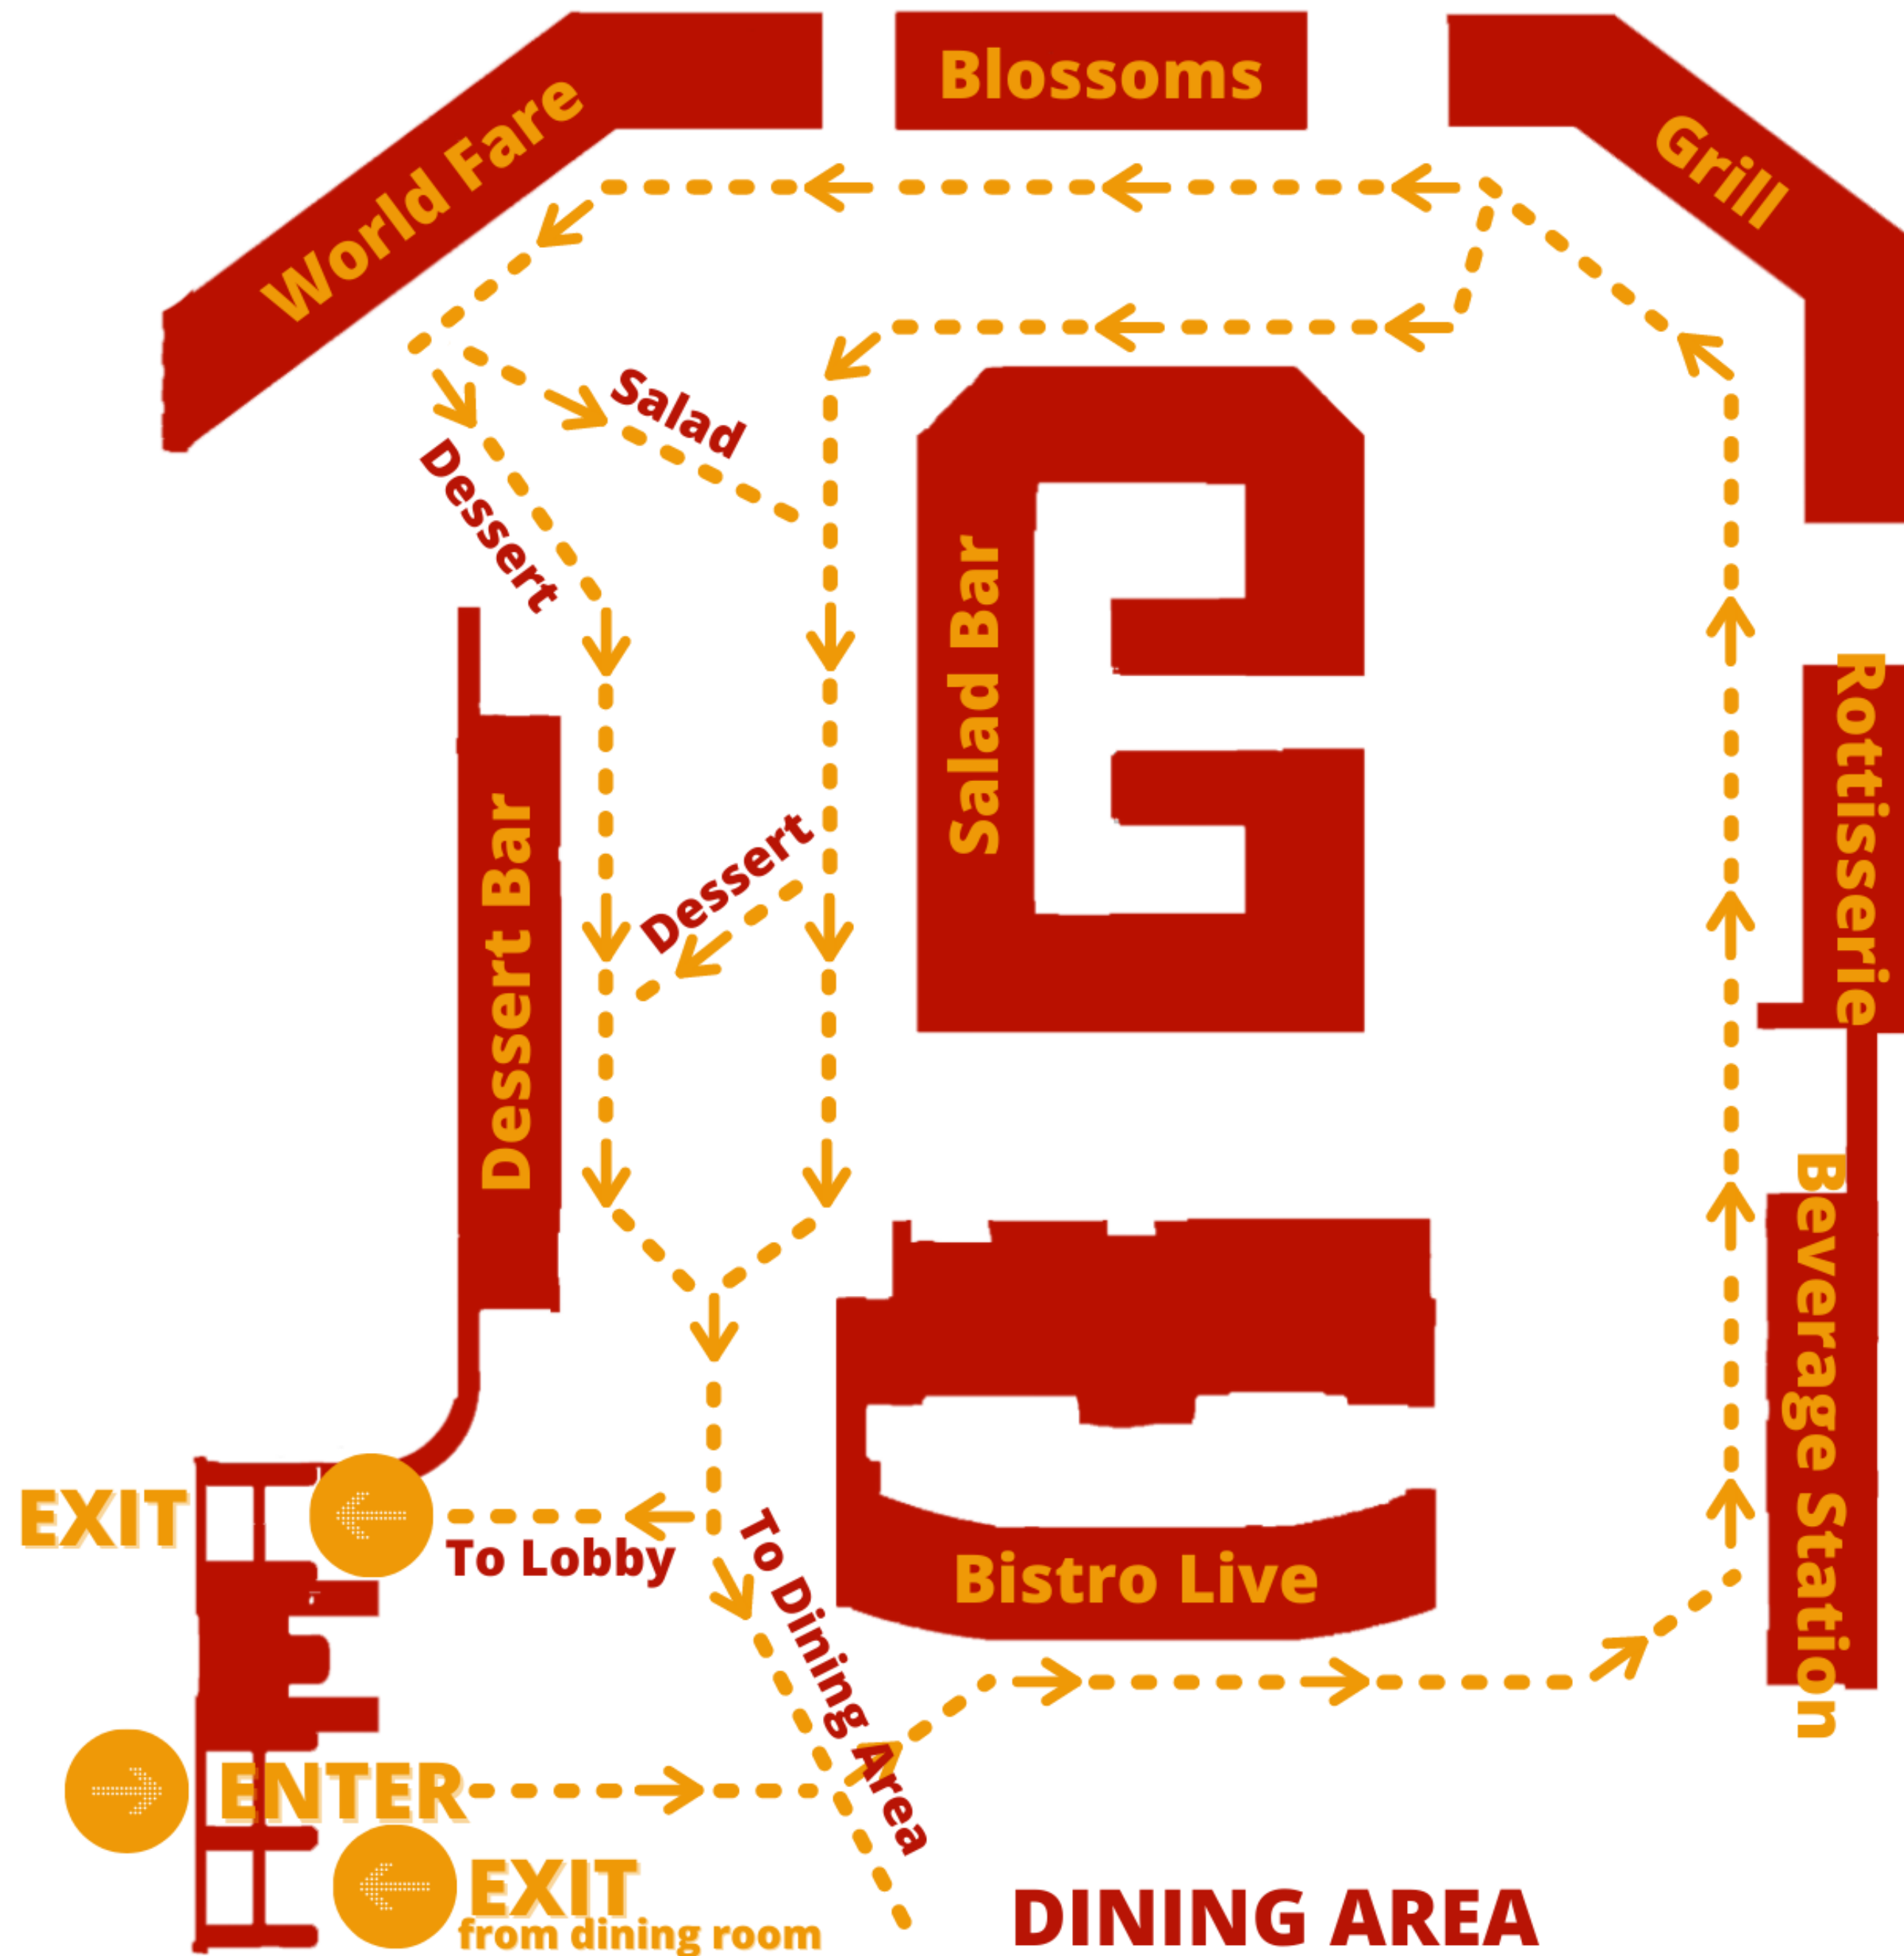 Blossoms
World Fare
Grill
Salad
Dessert
Salad Bar
Rottisserie
Dessert
Dessert Bar
Beverage Station
EXIT
To Lobby
To Dining Area
Bistro Live
ENTER
EXIT
from dining room
DINING AREA